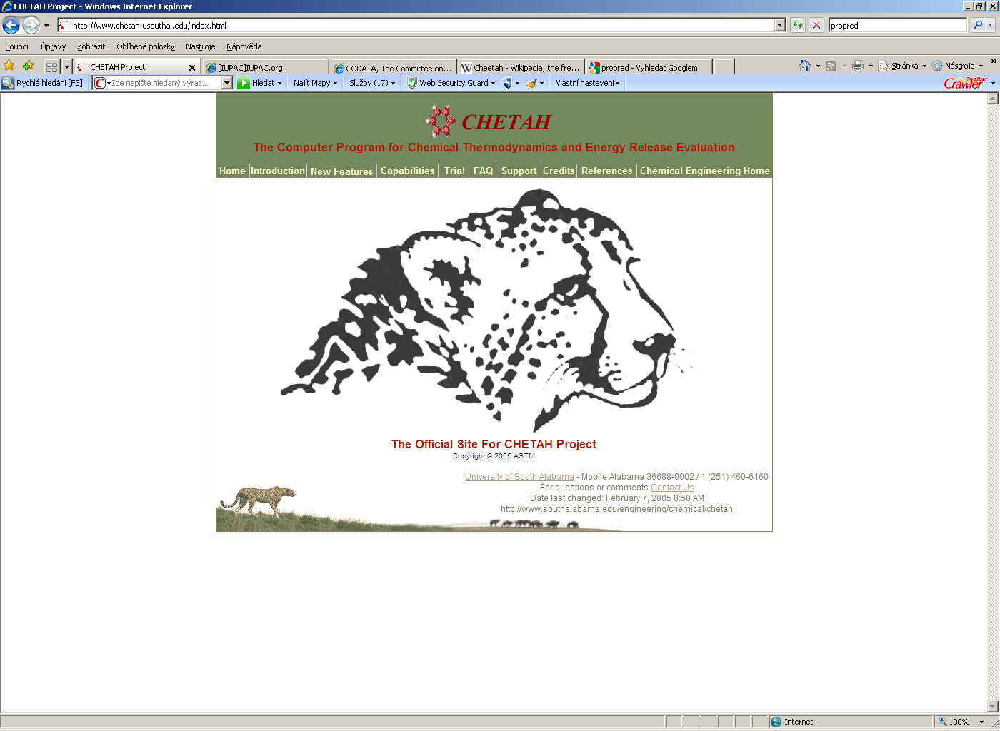 CHETAH Project - Windows Internet Explorer
http://www.chetah.usouthal.edu/index.html
propred
Soubor Úpravy Zobrazit Oblíbené položky Nástroje Nápověda
CHETAH Project
[IUPAC]IUPAC.org
CODATA, The Committee on...
Cheetah - Wikipedia, the fre...
propred - Vyhledat Googlem
Stránka
Nástroje
Rychlé hledání [F3]
Zde napište hledaný výraz...
Hledat
Najít Mapy
Služby (17)
Web Security Guard
Vlastní nastavení
Crawler Toolbar
CHETAH
The Computer Program for Chemical Thermodynamics and Energy Release Evaluation
Home Introduction New Features Capabilities Trial FAQ Support Credits References Chemical Engineering Home
The Official Site For CHETAH Project
Copyright © 2005 ASTM
University of South Alabama - Mobile Alabama 36688-0002 / 1 (251) 460-6160
For questions or comments Contact Us
Date last changed: February 7, 2005 8:50 AM
http://www.southalabama.edu/engineering/chemical/chetah
Internet
100%